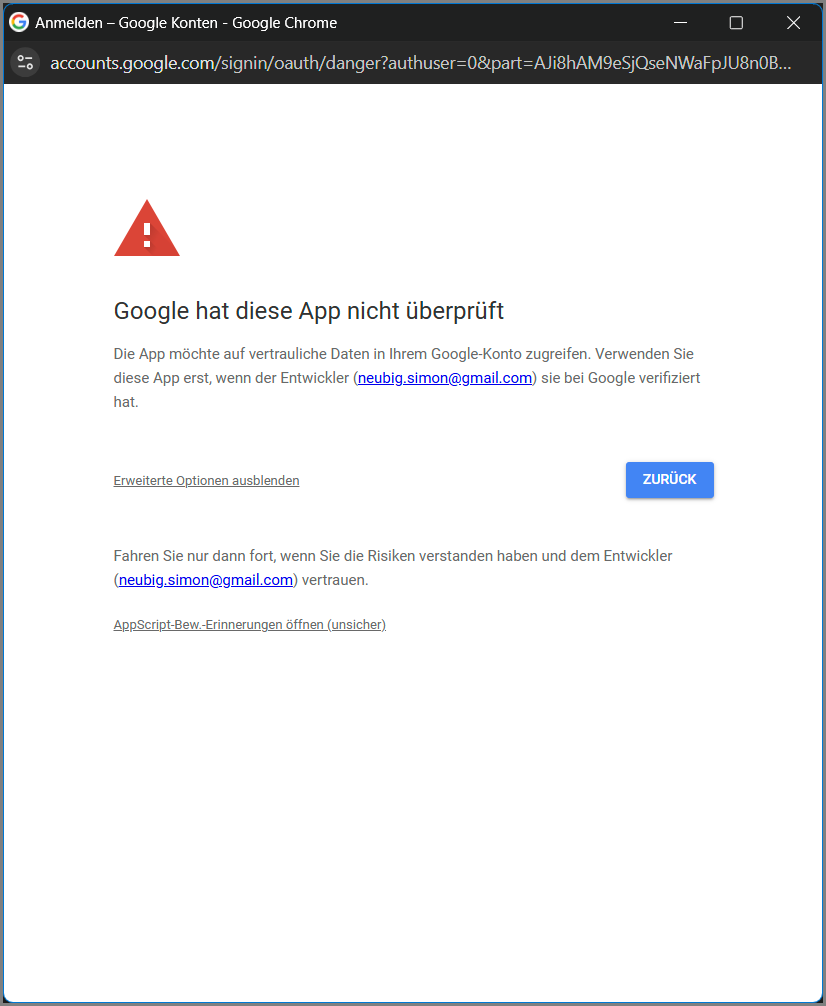 Anmelden – Google Konten - Google Chrome
accounts.google.com/signin/oauth/danger?authuser=0&part=AJi8hAM9eSjQseNWaFpJU8n0B...
Google hat diese App nicht überprüft
Die App möchte auf vertrauliche Daten in Ihrem Google-Konto zugreifen. Verwenden Sie
diese App erst, wenn der Entwickler (neubig.simon@gmail.com) sie bei Google verifiziert
hat.
Erweiterte Optionen ausblenden
ZURÜCK
Fahren Sie nur dann fort, wenn Sie die Risiken verstanden haben und dem Entwickler
(neubig.simon@gmail.com) vertrauen.
AppScript-Bew.-Erinnerungen öffnen (unsicher)